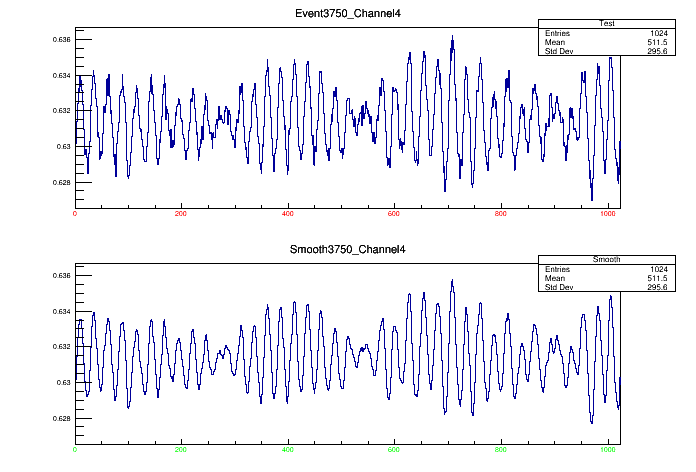 Event3750_Channel4
Test
Entries 1024
Mean 511.5
Std Dev 295.6
0.636
0.634
0.632
0.63
0.628
0 200 400 600 800 1000
Smooth3750_Channel4
Smooth
Entries 1024
Mean 511.5
Std Dev 295.6
0.636
0.634
0.632
0.63
0.628
0 200 400 600 800 1000